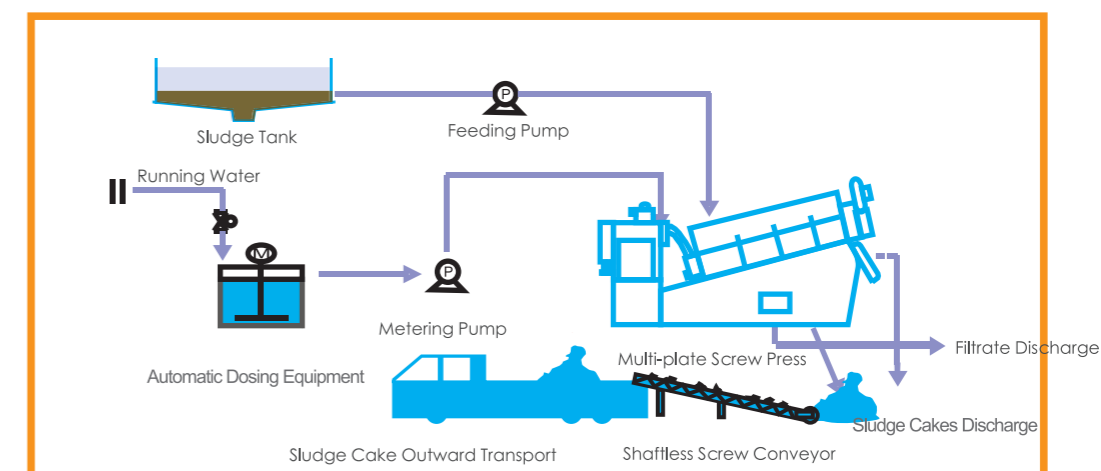 P
Sludge Tank
Feeding Pump
Running Water
M
P
Metering Pump
Filtrate Discharge
Multi-plate Screw Press
Automatic Dosing Equipment
Sludge Cakes Discharge
Sludge Cake Outward Transport
Shaftless Screw Conveyor